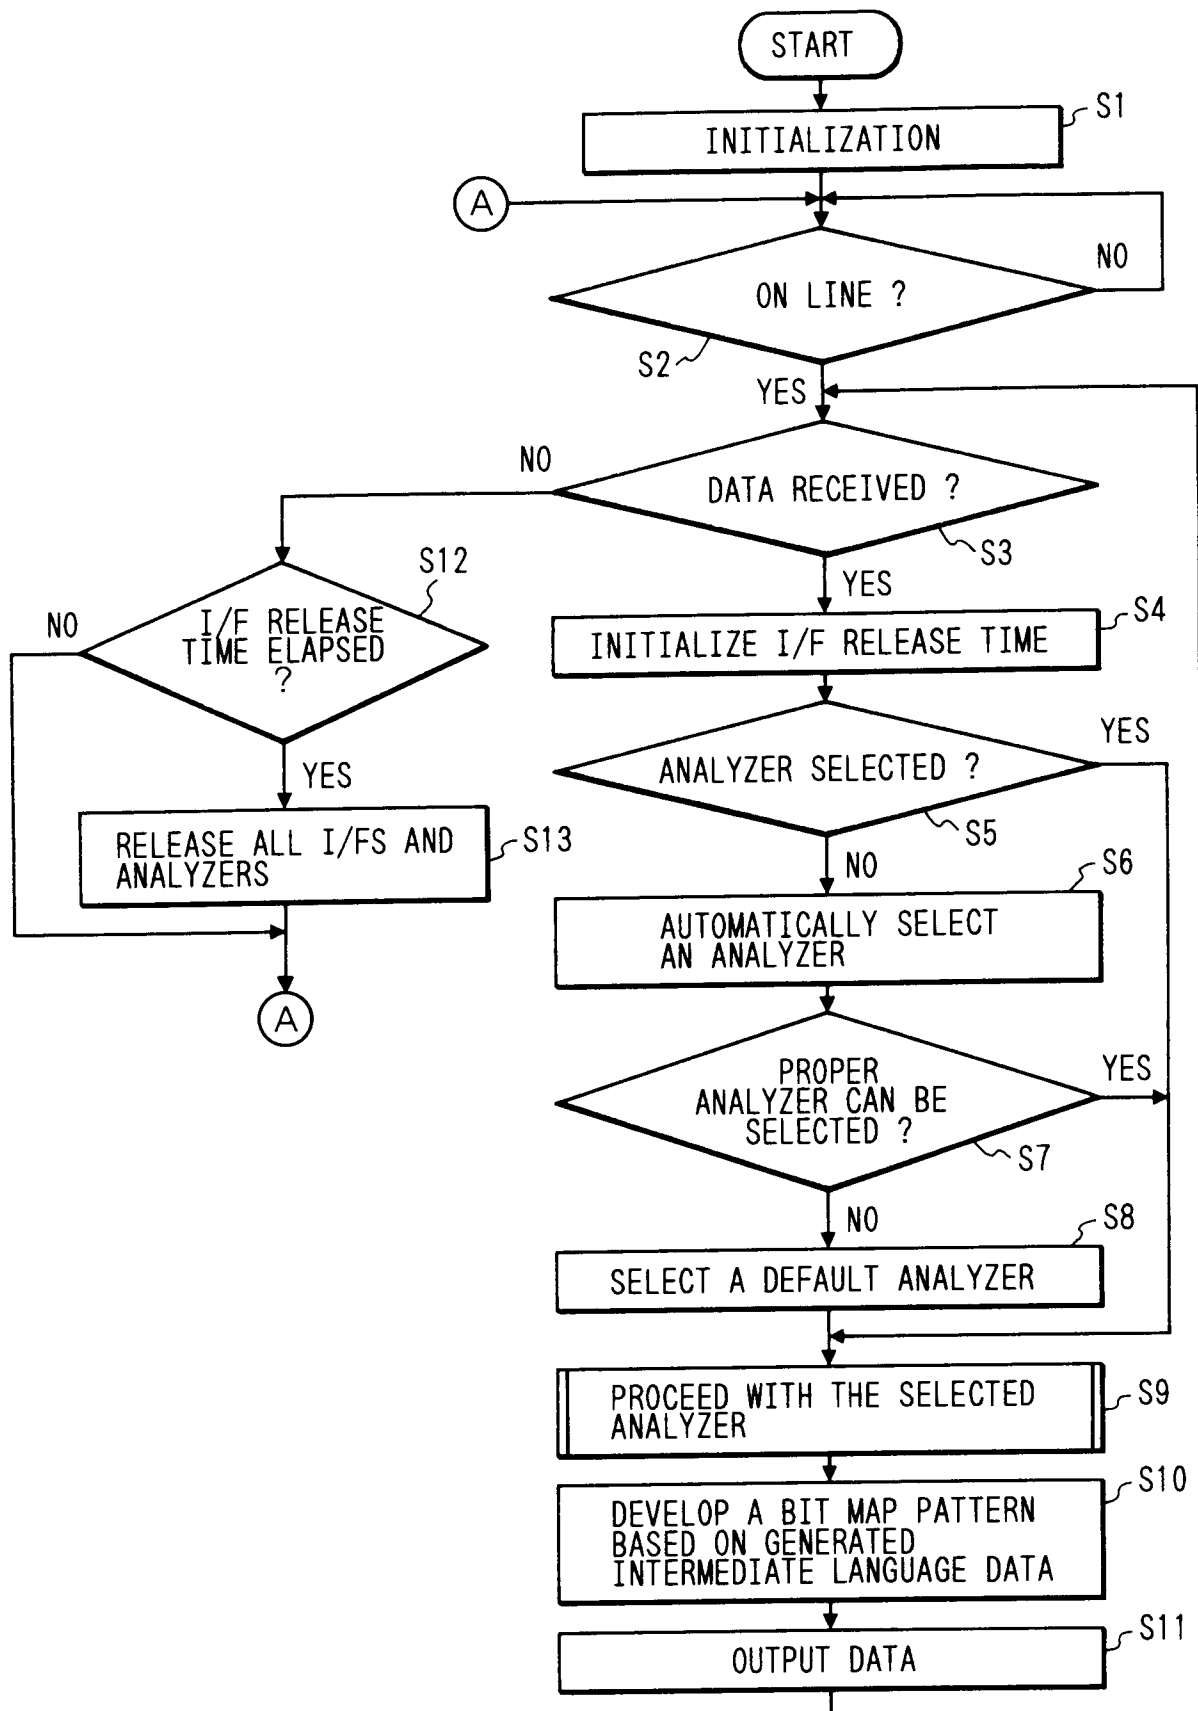 START
S1
INITIALIZATION
A
NO
ON LINE ?
S2
YES
NO
DATA RECEIVED ?
S3
S12
YES
I/F RELEASE
TIME ELAPSED
?
NO
S4
INITIALIZE I/F RELEASE TIME
YES
ANALYZER SELECTED ?
YES
S5
RELEASE ALL I/FS AND
ANALYZERS
S13
NO
S6
AUTOMATICALLY SELECT
AN ANALYZER
A
PROPER
ANALYZER CAN BE
SELECTED ?
YES
S7
NO
S8
SELECT A DEFAULT ANALYZER
PROCEED WITH THE SELECTED
ANALYZER
S9
S10
DEVELOP A BIT MAP PATTERN
BASED ON GENERATED
INTERMEDIATE LANGUAGE DATA
S11
OUTPUT DATA